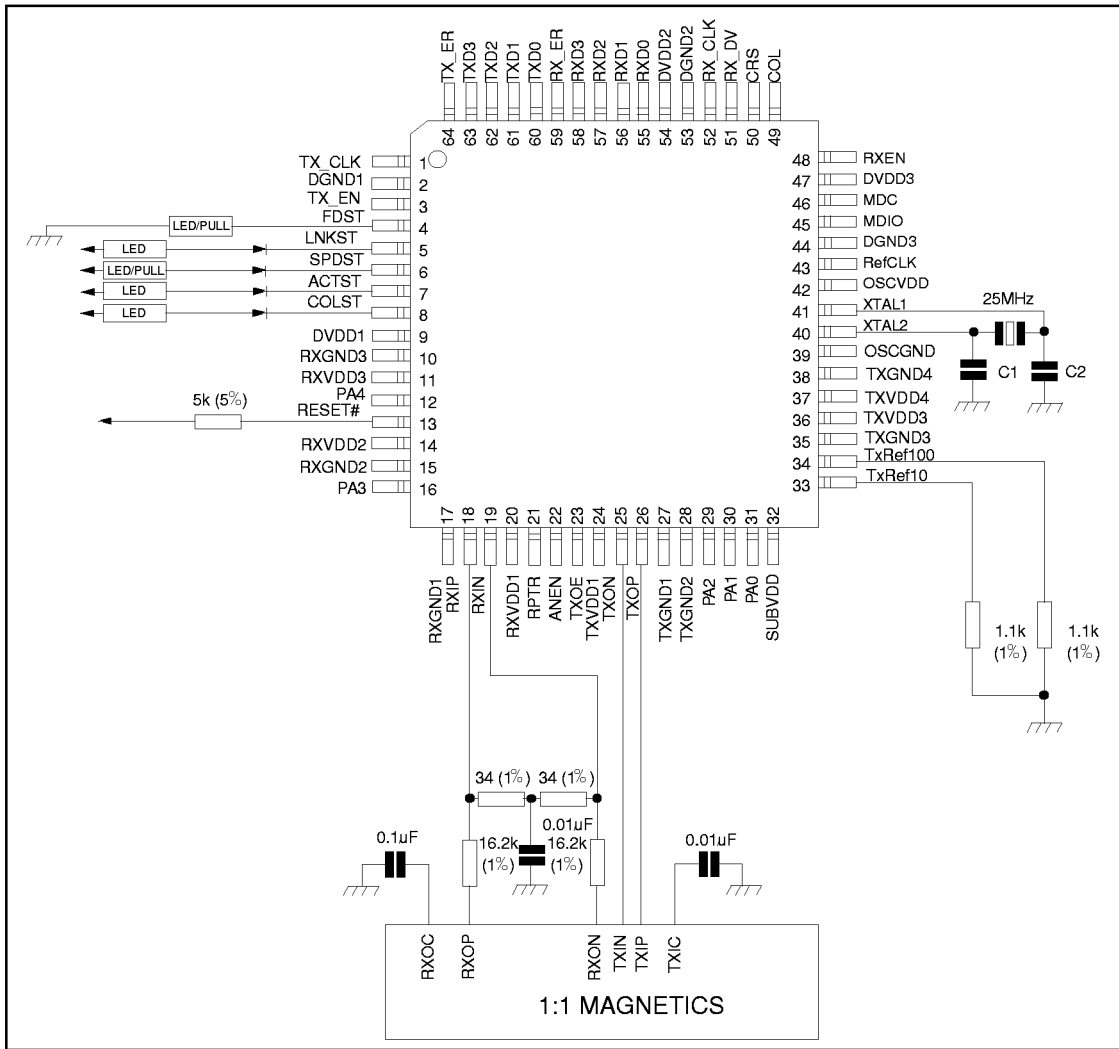 TX_ER
TXD3
TXD2
TXD1
TXD0
RX_ER
RXD3
RXD2
RXD1
RXD0
DVDD2
DGND2
RX_CLK
RX_DV
CRS
COL
64
63
62
61
60
59
58
57
56
55
54
53
52
51
50
49
TX_CLK 1
DGND1 2
TX_EN 3
LED/PULL FDST 4
LED LNKST 5
LED/PULL SPDST 6
LED ACTST 7
LED COLST 8
DVDD1 9
RXGND3 10
RXVDD3 11
PA4 12
5k (5%) RESET# 13
RXVDD2 14
RXGND2 15
PA3 16
48 RXEN
47 DVDD3
46 MDC
45 MDIO
44 DGND3
43 RefCLK
42 OSCVDD
41 XTAL1 25MHz
40 XTAL2
39 OSCGND
38 TXGND4 C1 C2
37 TXVDD4
36 TXVDD3
35 TXGND3
34 TxRef100
33 TxRef10
17
18
19
20
21
22
23
24
25
26
27
28
29
30
31
32
RXGND1
RXIP
RXIN
RXVDD1
RPTR
ANEN
TXOE
TXVDD1
TXON
TXOP
TXGND1
TXGND2
PA2
PA1
PA0
SUBVDD
1.1k
(1%)
1.1k
(1%)
34 (1%) 34 (1%)
0.1µF
16.2k
(1%)
0.01µF
16.2k
(1%)
0.01µF
RXOC
RXOP
RXON
TXIN
TXIP
TXIC
1:1 MAGNETICS